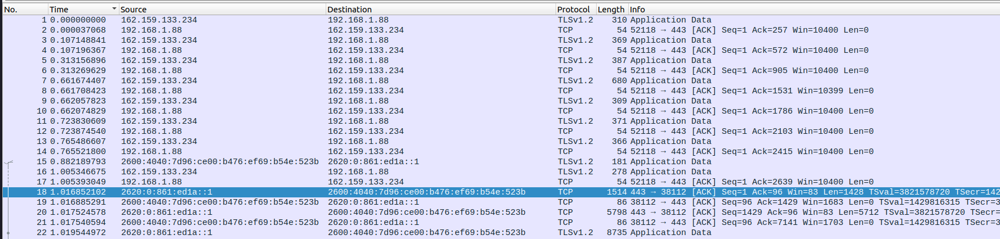 No. Time Source Destination Protocol Length Info
1 0.000000000 162.159.133.234 192.168.1.88 TLSv1.2 310 Application Data
2 0.000037068 192.168.1.88 162.159.133.234 TCP 54 52118 → 443 [ACK] Seq=1 Ack=257 Win=10400 Len=0
3 0.107148841 162.159.133.234 192.168.1.88 TLSv1.2 369 Application Data
4 0.107196367 192.168.1.88 162.159.133.234 TCP 54 52118 → 443 [ACK] Seq=1 Ack=572 Win=10400 Len=0
5 0.313156896 162.159.133.234 192.168.1.88 TLSv1.2 387 Application Data
6 0.313269629 192.168.1.88 162.159.133.234 TCP 54 52118 → 443 [ACK] Seq=1 Ack=905 Win=10400 Len=0
7 0.661674407 162.159.133.234 192.168.1.88 TLSv1.2 680 Application Data
8 0.661708423 192.168.1.88 162.159.133.234 TCP 54 52118 → 443 [ACK] Seq=1 Ack=1531 Win=10399 Len=0
9 0.662057823 162.159.133.234 192.168.1.88 TLSv1.2 309 Application Data
10 0.662074829 192.168.1.88 162.159.133.234 TCP 54 52118 → 443 [ACK] Seq=1 Ack=1786 Win=10400 Len=0
11 0.723830609 162.159.133.234 192.168.1.88 TLSv1.2 371 Application Data
12 0.723874540 192.168.1.88 162.159.133.234 TCP 54 52118 → 443 [ACK] Seq=1 Ack=2103 Win=10400 Len=0
13 0.765486607 162.159.133.234 192.168.1.88 TLSv1.2 366 Application Data
14 0.765521800 192.168.1.88 162.159.133.234 TCP 54 52118 → 443 [ACK] Seq=1 Ack=2415 Win=10400 Len=0
15 0.882189793 2600:4040:7d96:ce00:b476:ef69:b54e:523b 2620:0:861:ed1a::1 TLSv1.2 181 Application Data
16 1.005346675 162.159.133.234 192.168.1.88 TLSv1.2 278 Application Data
17 1.005393049 192.168.1.88 162.159.133.234 TCP 54 52118 → 443 [ACK] Seq=1 Ack=2639 Win=10400 Len=0
18 1.016852102 2620:0:861:ed1a::1 2600:4040:7d96:ce00:b476:ef69:b54e:523b TCP 1514 443 → 38112 [ACK] Seq=1 Ack=96 Win=83 Len=1428 TSval=3821578720 TSecr=142
19 1.016885291 2600:4040:7d96:ce00:b476:ef69:b54e:523b 2620:0:861:ed1a::1 TCP 86 38112 → 443 [ACK] Seq=96 Ack=1429 Win=1683 Len=0 TSval=1429816315 TSecr=3
20 1.017524578 2620:0:861:ed1a::1 2600:4040:7d96:ce00:b476:ef69:b54e:523b TCP 5798 443 → 38112 [ACK] Seq=1429 Ack=96 Win=83 Len=5712 TSval=3821578720 TSecr=
21 1.017540594 2600:4040:7d96:ce00:b476:ef69:b54e:523b 2620:0:861:ed1a::1 TCP 86 38112 → 443 [ACK] Seq=96 Ack=7141 Win=1703 Len=0 TSval=1429816315 TSecr=3
22 1.019544972 2620:0:861:ed1a::1 2600:4040:7d96:ce00:b476:ef69:b54e:523b TLSv1.2 8735 Application Data